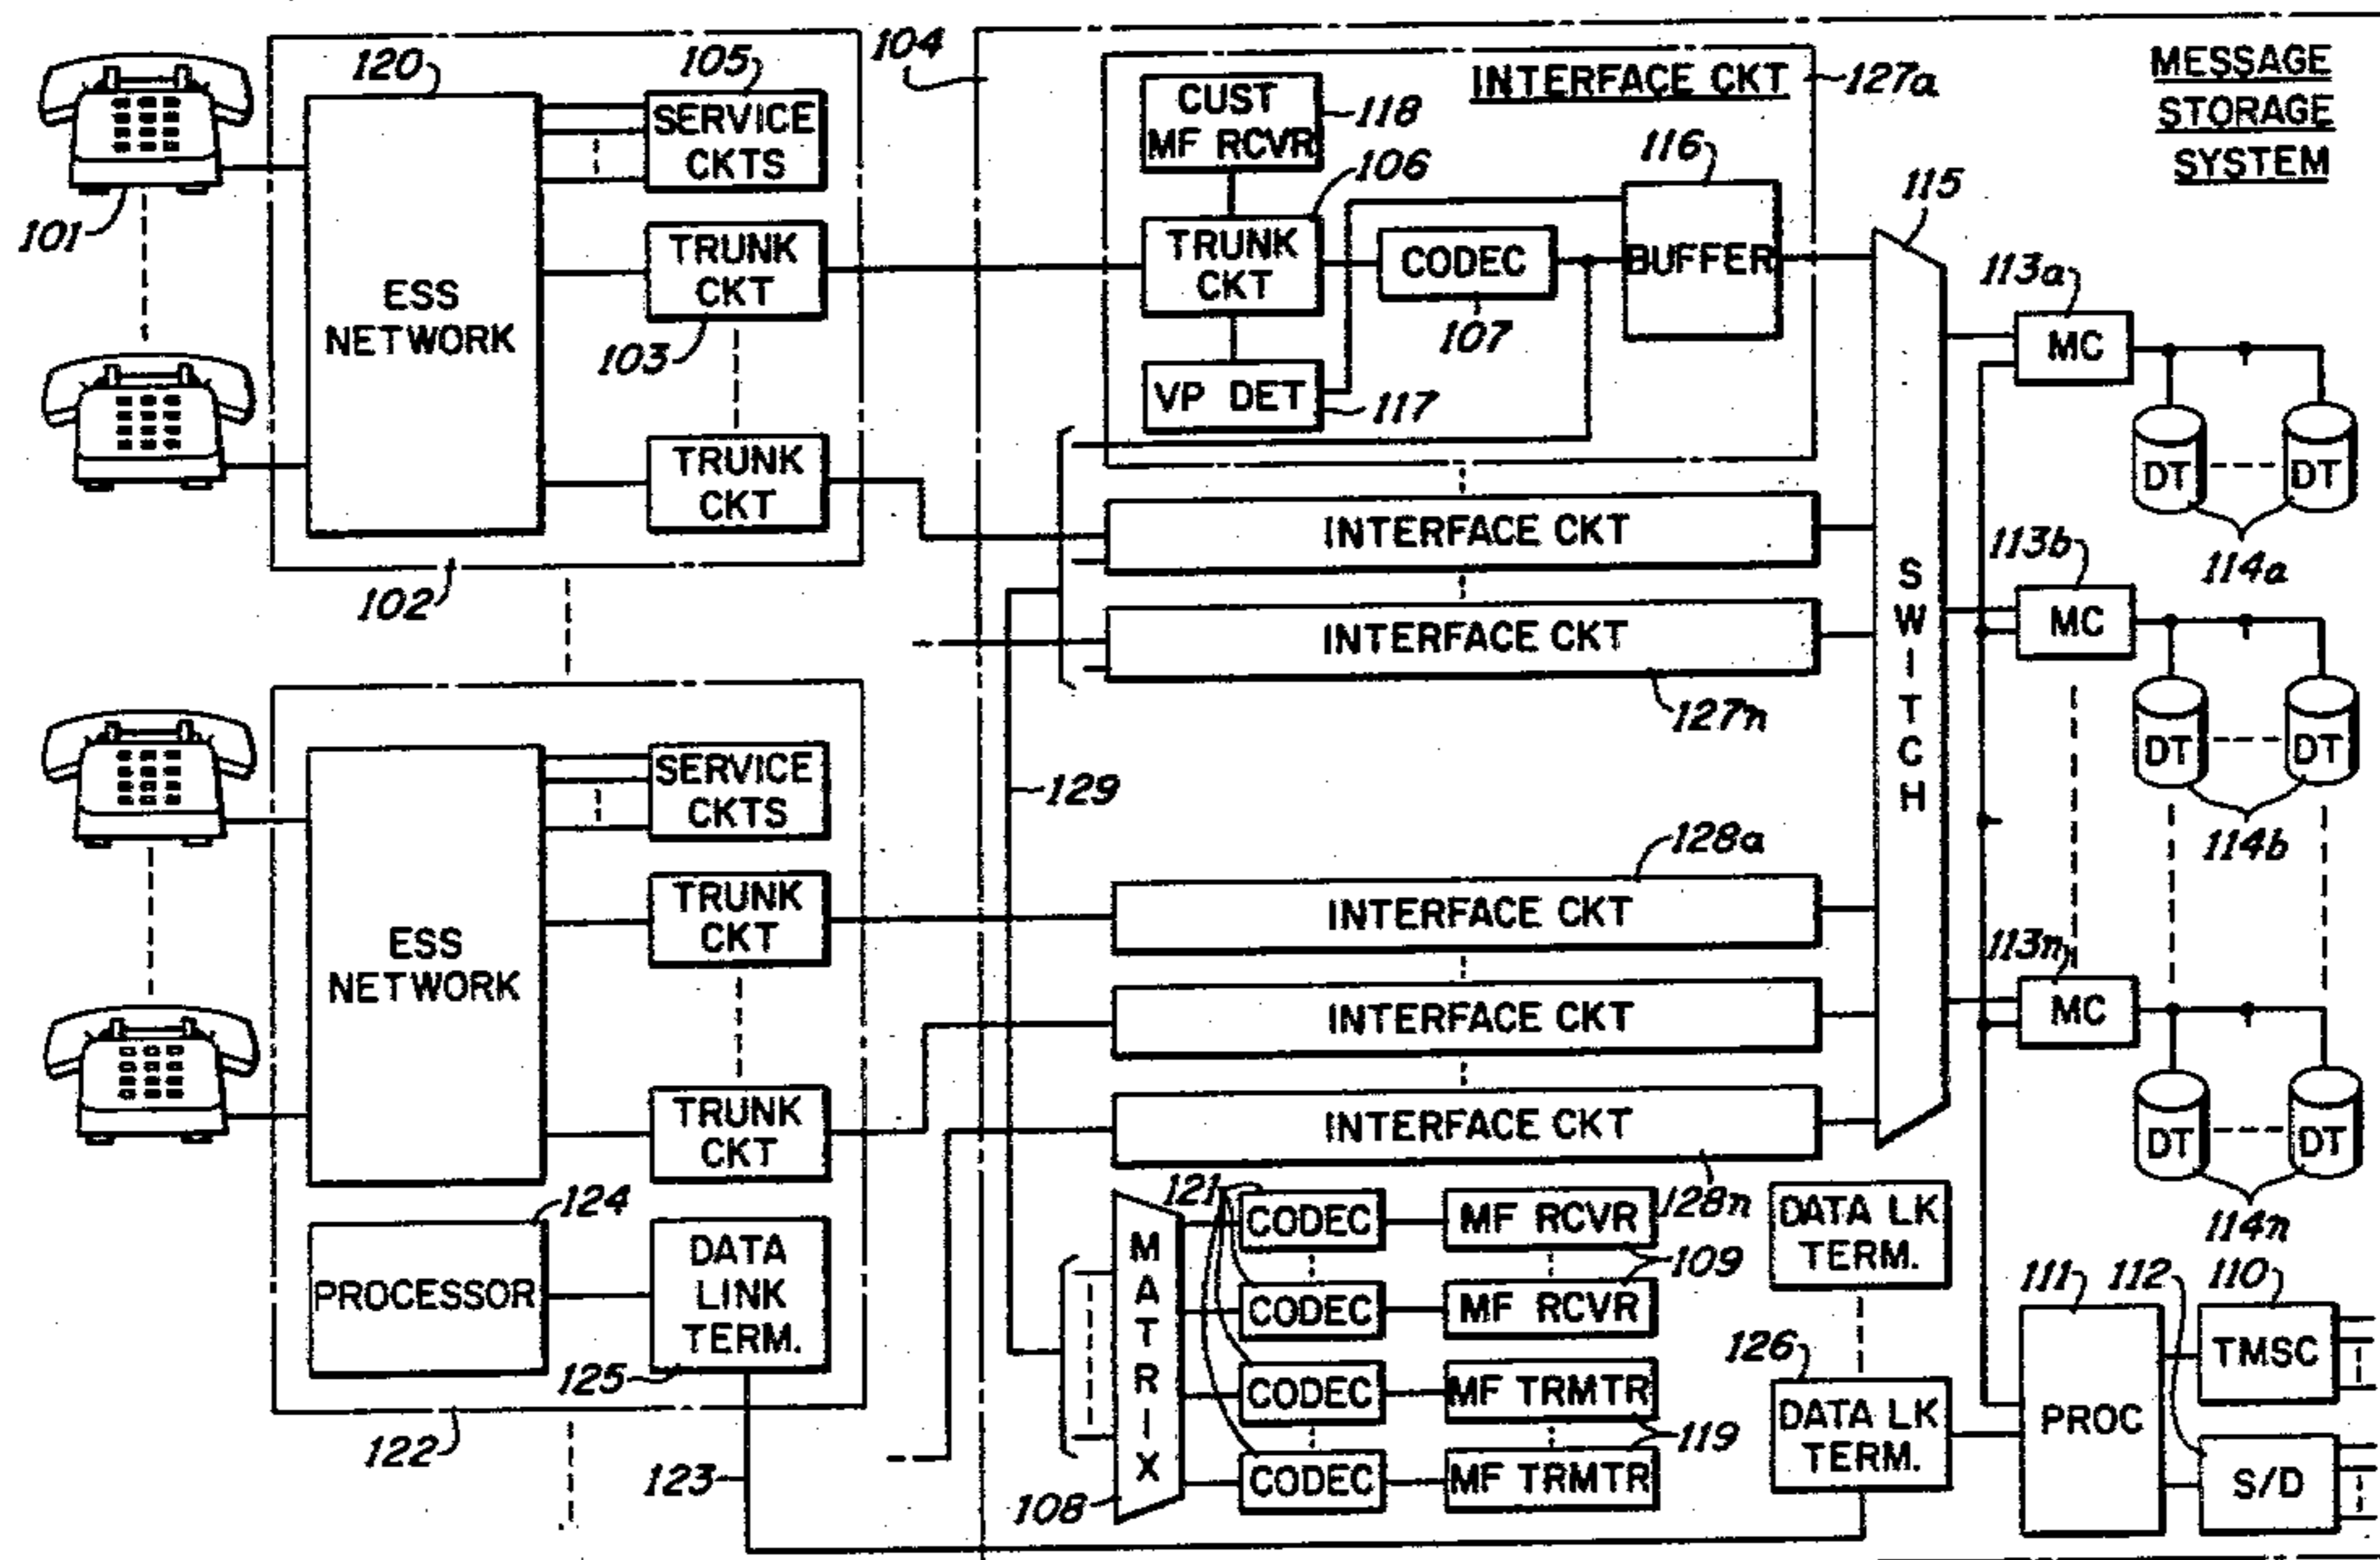 MESSAGE
STORAGE
SYSTEM
101
120
105
SERVICE
CKTS
ESS
NETWORK
TRUNK
CKT
103
TRUNK
CKT
102
104
CUST
MF RCVR
118
INTERFACE CKT
127a
106
TRUNK
CKT
CODEC
107
116
BUFFER
VP DET
117
115
SWITCH
INTERFACE CKT
INTERFACE CKT
127n
129
113a
MC
DT
DT
114a
113b
MC
DT
DT
114b
113n
MC
DT
DT
114n
SERVICE
CKTS
ESS
NETWORK
TRUNK
CKT
TRUNK
CKT
124
PROCESSOR
DATA
LINK
TERM.
125
122
123
128a
INTERFACE CKT
INTERFACE CKT
INTERFACE CKT
128n
MATRIX
108
121
CODEC
MF RCVR
CODEC
MF RCVR
109
CODEC
MF TRMTR
CODEC
MF TRMTR
119
DATA LK
TERM.
126
DATA LK
TERM.
111
PROC
112
110
TMSC
S/D